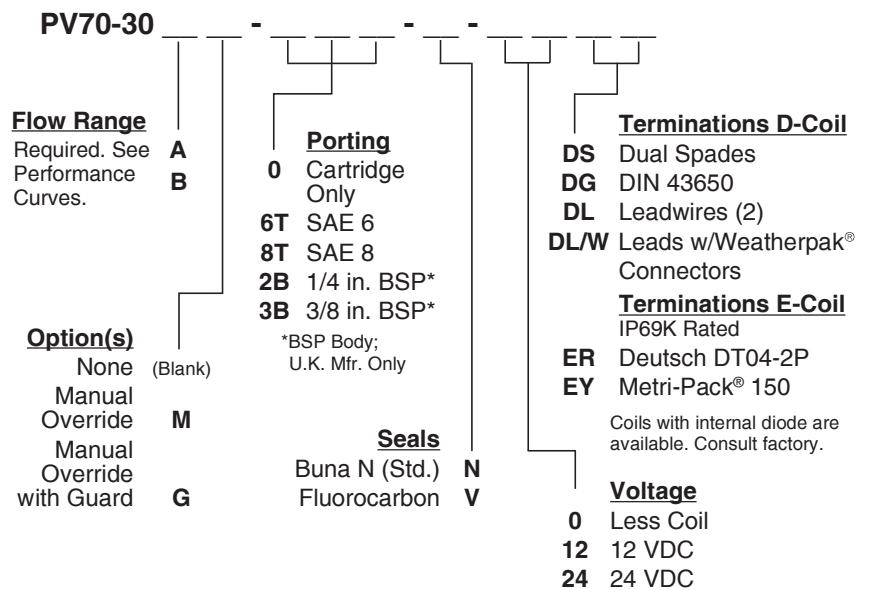 PV70-30 __ __ - __ __ __ - __ - __ __ __ __
Flow Range
Required. See
Performance
Curves.
A
B
Option(s)
None (Blank)
Manual
Override M
Manual
Override
with Guard G
Porting
0 Cartridge
Only
6T SAE 6
8T SAE 8
2B 1/4 in. BSP*
3B 3/8 in. BSP*
*BSP Body;
U.K. Mfr. Only
Seals
Buna N (Std.) N
Fluorocarbon V
Terminations D-Coil
DS Dual Spades
DG DIN 43650
DL Leadwires (2)
DL/W Leads w/Weatherpak®
Connectors
Terminations E-Coil
IP69K Rated
ER Deutsch DT04-2P
EY Metri-Pack® 150
Coils with internal diode are
available. Consult factory.
Voltage
0 Less Coil
12 12 VDC
24 24 VDC